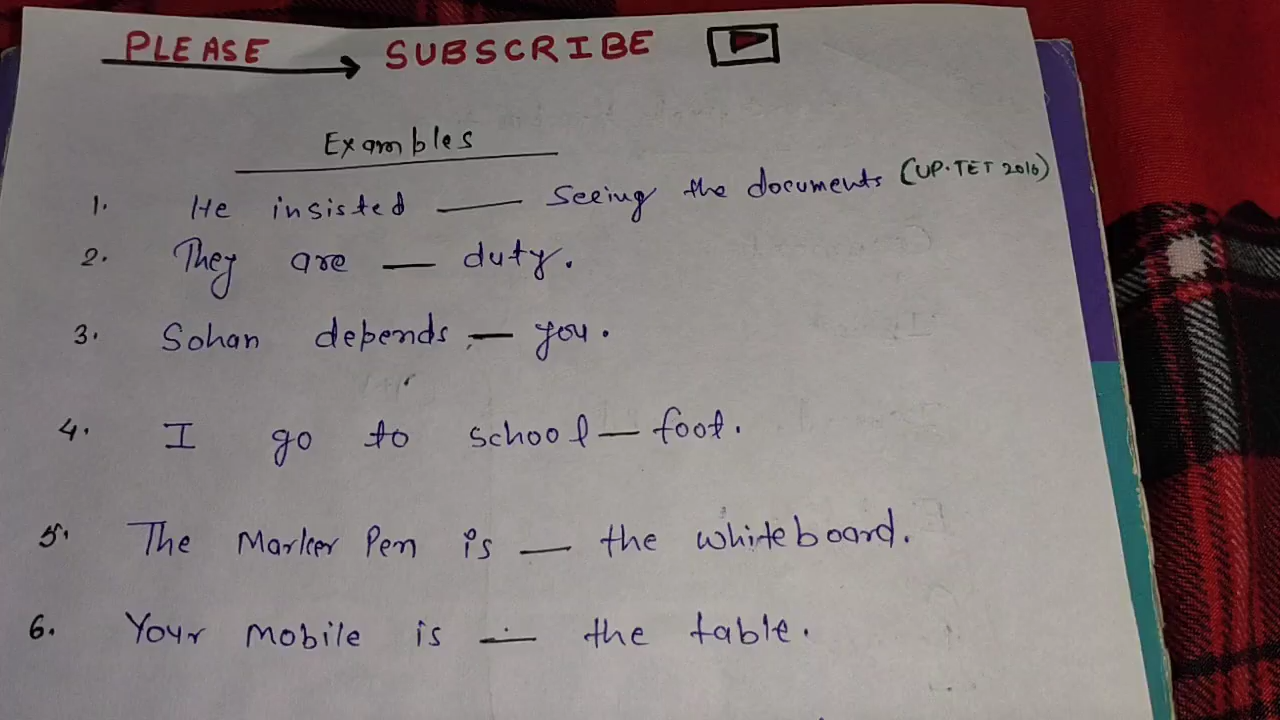 PLEASE → SUBSCRIBE
Exambles
1. He insisted ___ Seeing the documents (UP.TET 2016)
2. They are ___ duty.
3. Sohan depends ___ you.
4. I go to school ___ foot.
5. The Marker Pen is ___ the whiteboard.
6. Your Mobile is ___ the table.